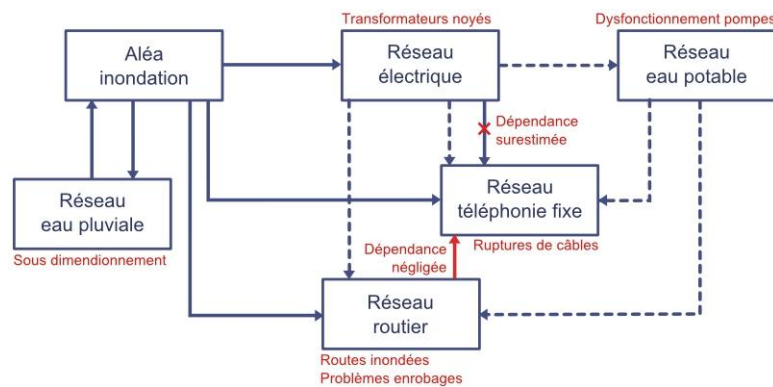 Transformateurs noyés
Dysfonctionnement pompes
Aléa
inondation
Réseau
électrique
Réseau
eau potable
Dépendance
surestimée
Réseau
eau pluviale
Sous dimendionnement
Réseau
téléphonie fixe
Ruptures de câbles
Dépendance
négligée
Réseau
routier
Routes inondées
Problèmes enrobages